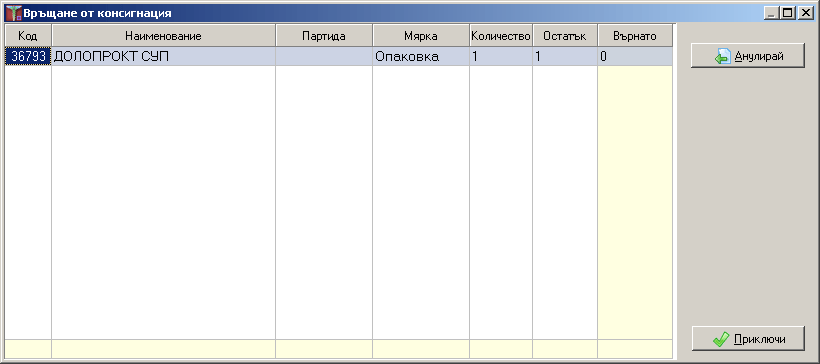 Връщане от консигнация
Код Наименование Партида Мярка Количество Остатък Върнато
36793 ДОЛОПРОКТ СУП Опаковка 1 1 0
Анулирай
Приключи